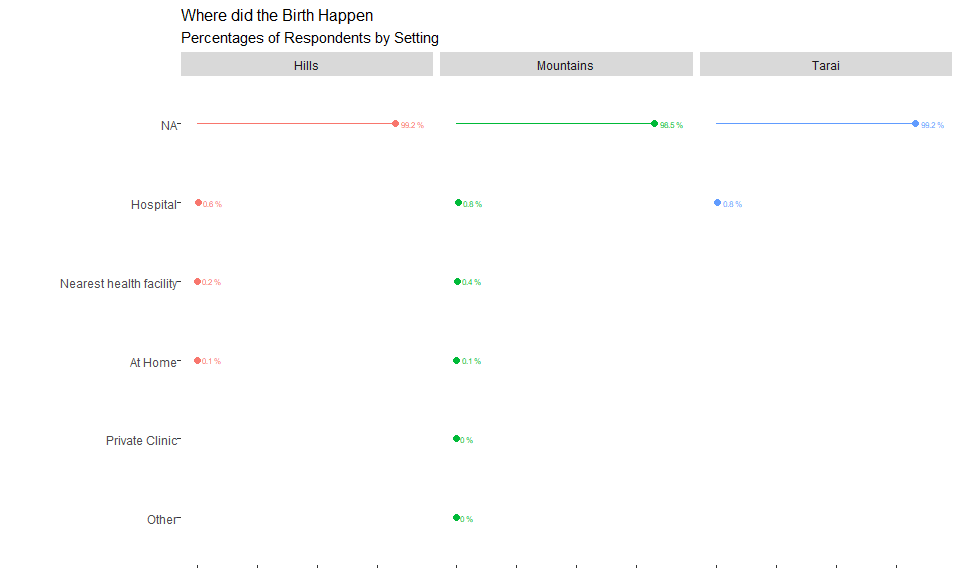 Where did the Birth Happen
Percentages of Respondents by Setting
Hills Mountains Tarai
NA 99.2 % 98.5 % 99.2 %
Hospital 0.6 % 0.8 % 0.8 %
Nearest health facility 0.2 % 0.4 %
At Home 0.1 % 0.1 %
Private Clinic 0 %
Other 0 %